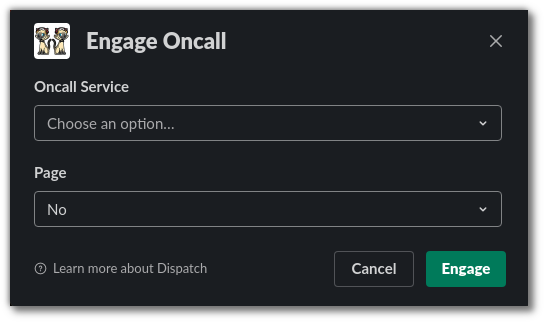 Engage Oncall
Oncall Service
Choose an option...
Page
No
Learn more about Dispatch
Cancel
Engage